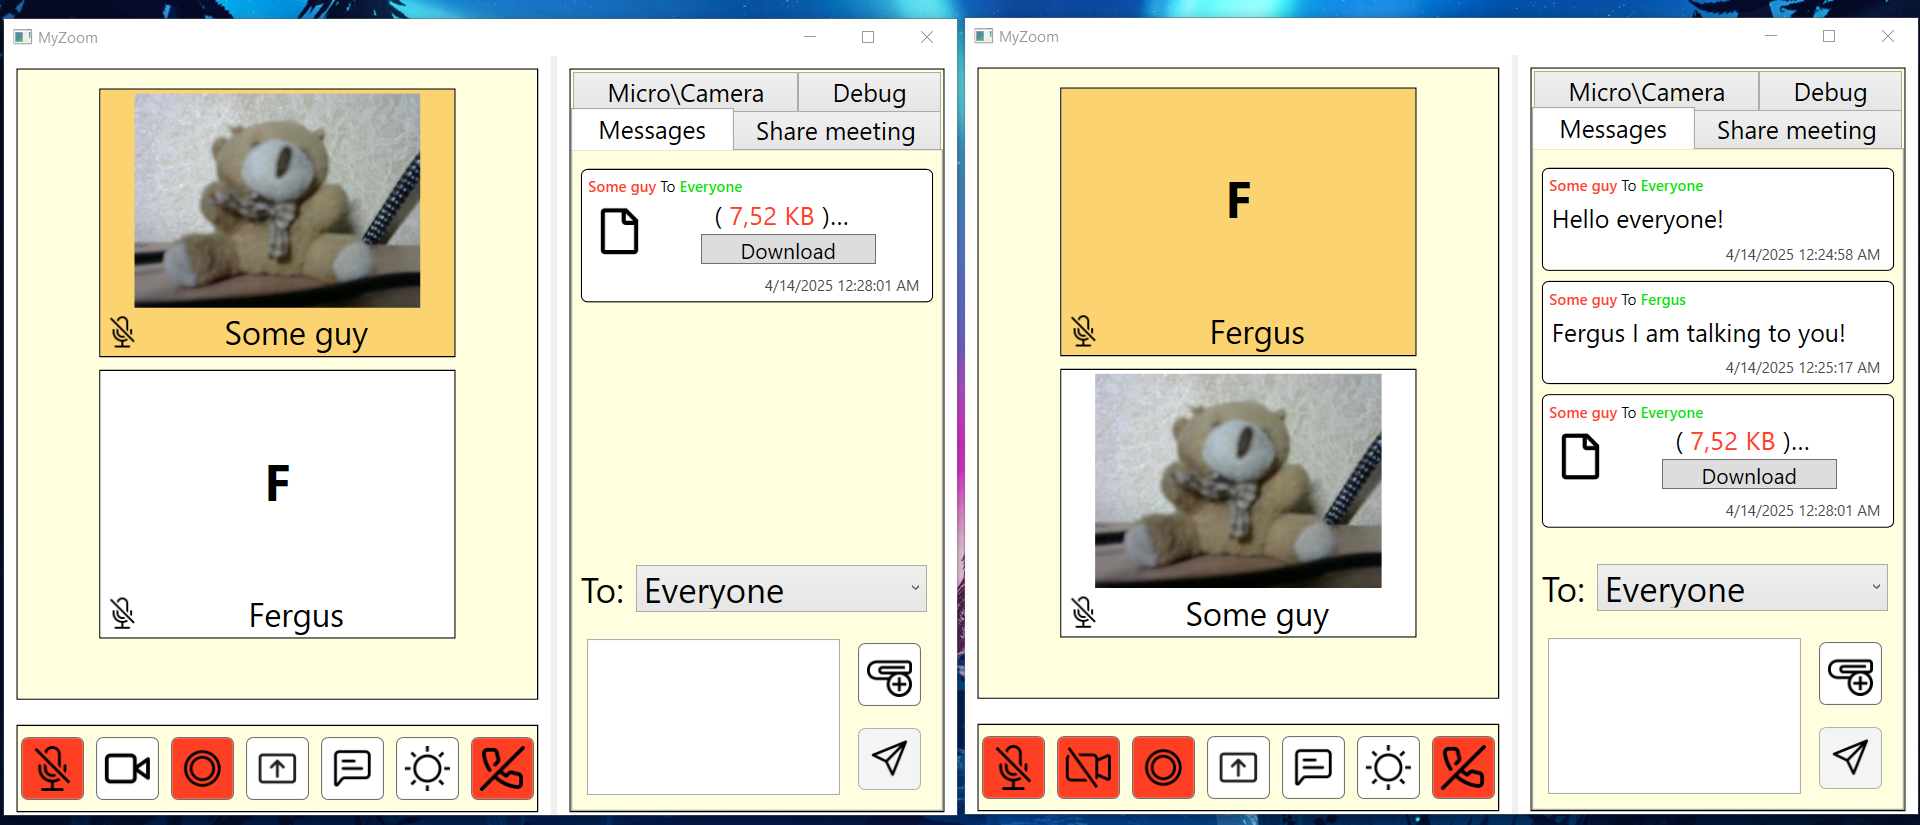 MyZoom
Some guy
F
Fergus
Micro\Camera
Debug
Messages
Share meeting
Some guy To Everyone
( 7,52 KB )...
Download
4/14/2025 12:28:01 AM
To: Everyone
MyZoom
F
Fergus
Some guy
Micro\Camera
Debug
Messages
Share meeting
Some guy To Everyone
Hello everyone!
4/14/2025 12:24:58 AM
Some guy To Fergus
Fergus I am talking to you!
4/14/2025 12:25:17 AM
Some guy To Everyone
( 7,52 KB )...
Download
4/14/2025 12:28:01 AM
To: Everyone